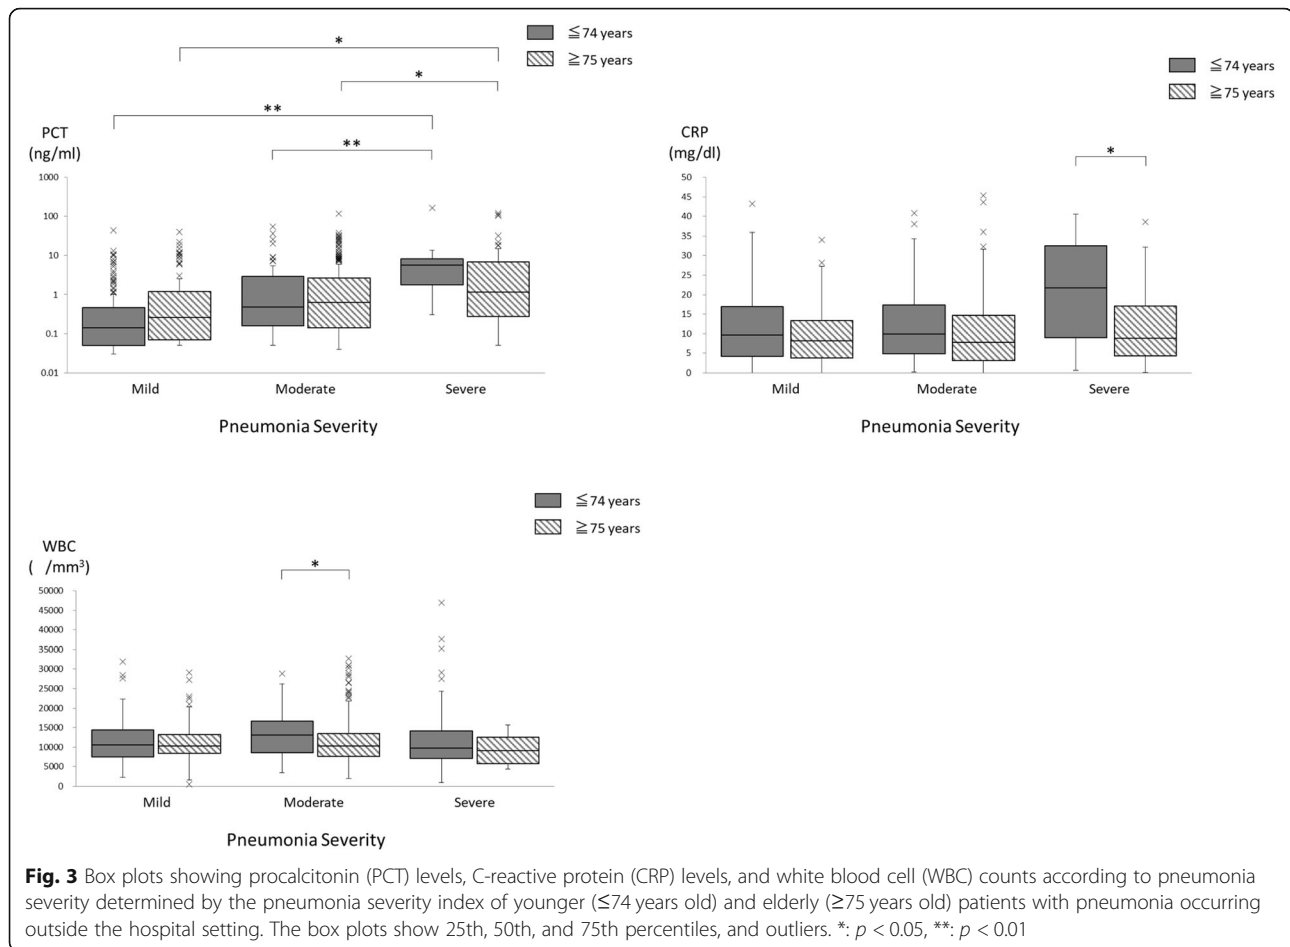 ≦74 years
≧75 years
*
*
**
**
PCT
(ng/ml)
1000
100
10
1
0.1
0.01
Mild Moderate Severe
Pneumonia Severity
≦74 years
≧75 years
CRP
(mg/dl)
*
50
45
40
35
30
25
20
15
10
5
0
Mild Moderate Severe
Pneumonia Severity
≦74 years
≧75 years
WBC
( /mm³)
*
50000
45000
40000
35000
30000
25000
20000
15000
10000
5000
0
Mild Moderate Severe
Pneumonia Severity
Fig. 3 Box plots showing procalcitonin (PCT) levels, C-reactive protein (CRP) levels, and white blood cell (WBC) counts according to pneumonia
severity determined by the pneumonia severity index of younger (≤74 years old) and elderly (≥75 years old) patients with pneumonia occurring
outside the hospital setting. The box plots show 25th, 50th, and 75th percentiles, and outliers. *: p < 0.05, **: p < 0.01